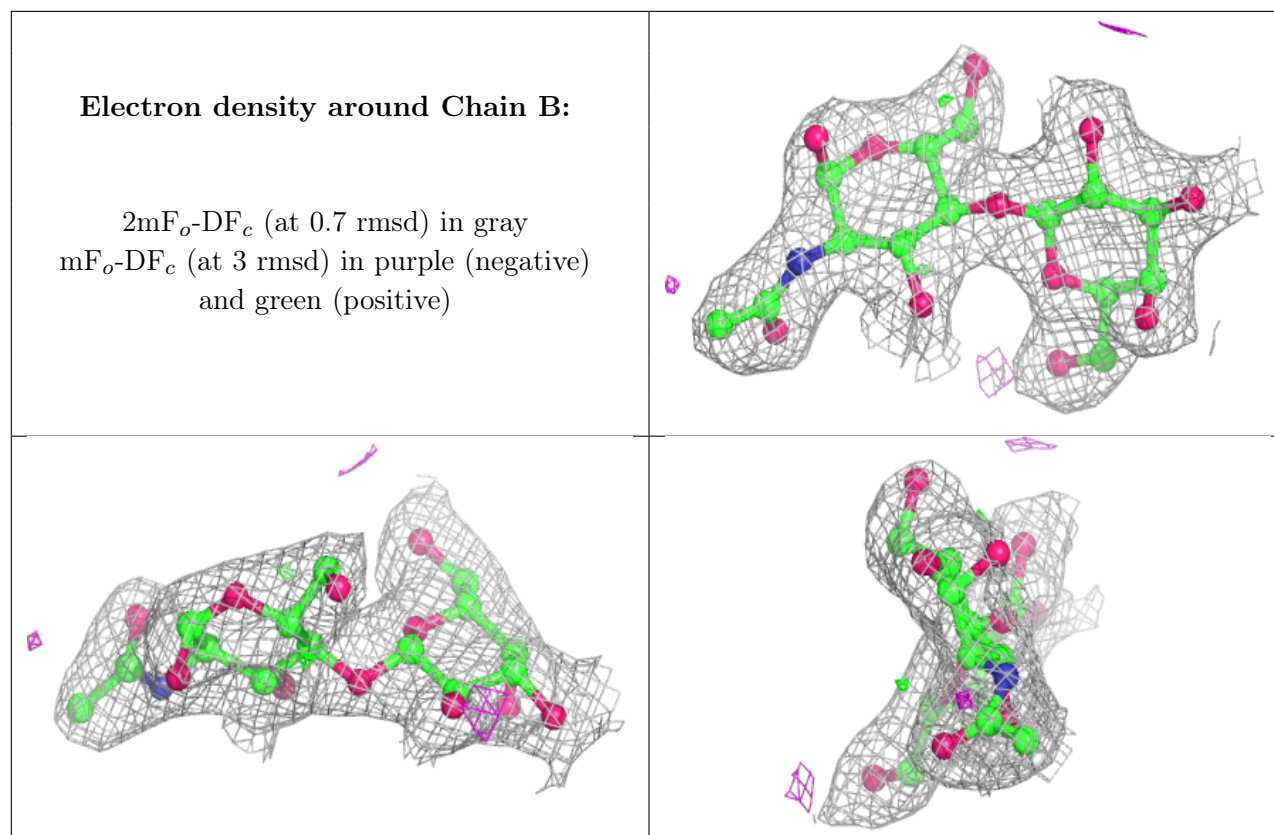 Electron density around Chain B:
2mFo-DFc (at 0.7 rmsd) in gray
mFo-DFc (at 3 rmsd) in purple (negative)
and green (positive)